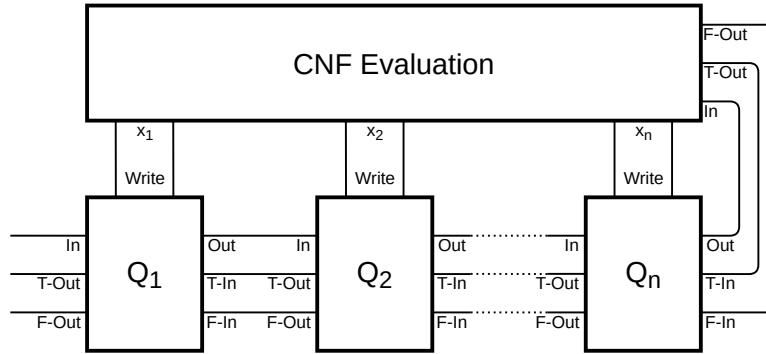 CNF Evaluation
F-Out
T-Out
In
x1
x2
xn
Write
Write
Write
In
Out
In
Out
In
Out
Q1
Q2
Qn
T-Out
T-In
T-Out
T-In
T-Out
T-In
F-Out
F-In
F-Out
F-In
F-Out
F-In